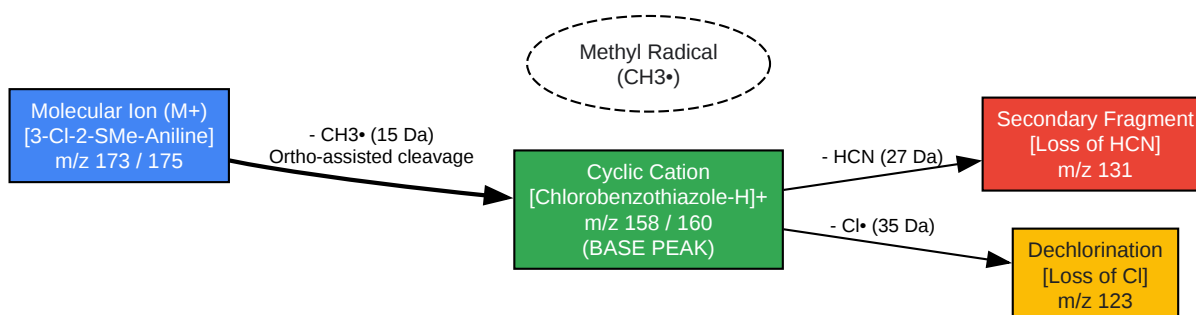 Methyl Radical
(CH3•)
Molecular Ion (M+)
[3-Cl-2-SMe-Aniline]
m/z 173 / 175
- CH3• (15 Da)
Ortho-assisted cleavage
Cyclic Cation
[Chlorobenzothiazole-H]+
m/z 158 / 160
(BASE PEAK)
- HCN (27 Da)
Secondary Fragment
[Loss of HCN]
m/z 131
- Cl• (35 Da)
Dechlorination
[Loss of Cl]
m/z 123